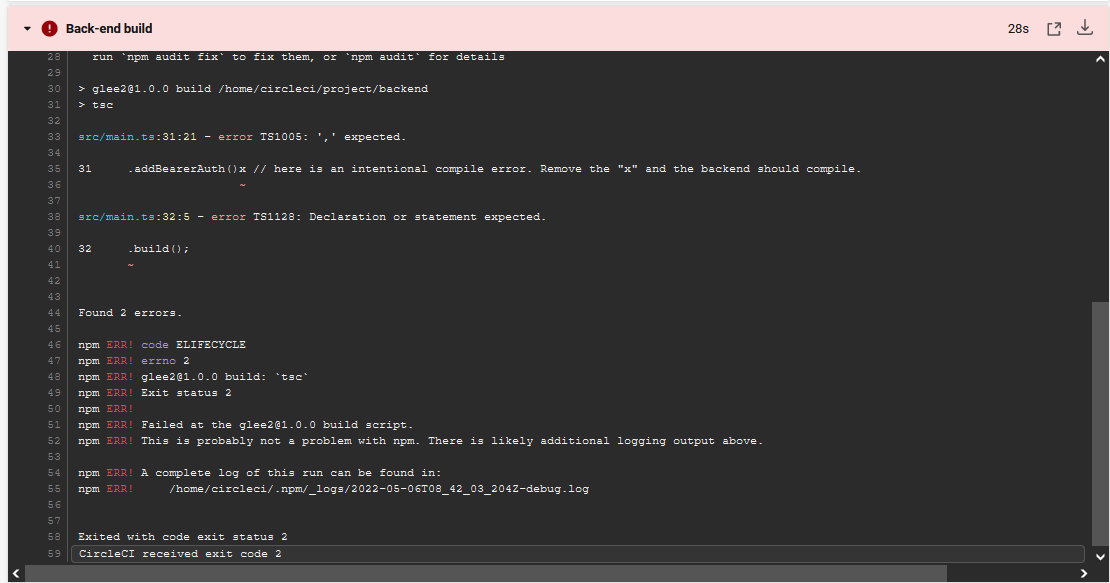 Back-end build 28s
28 run `npm audit fix` to fix them, or `npm audit` for details
29
30 > glee2@1.0.0 build /home/circleci/project/backend
31 > tsc
32
33 src/main.ts:31:21 - error TS1005: ',' expected.
34
35 31 .addBearerAuth()x // here is an intentional compile error. Remove the "x" and the backend should compile.
36 ~
37
38 src/main.ts:32:5 - error TS1128: Declaration or statement expected.
39
40 32 .build();
41 ~
42
43
44 Found 2 errors.
45
46 npm ERR! code ELIFECYCLE
47 npm ERR! errno 2
48 npm ERR! glee2@1.0.0 build: `tsc`
49 npm ERR! Exit status 2
50 npm ERR!
51 npm ERR! Failed at the glee2@1.0.0 build script.
52 npm ERR! This is probably not a problem with npm. There is likely additional logging output above.
53
54 npm ERR! A complete log of this run can be found in:
55 npm ERR! /home/circleci/.npm/_logs/2022-05-06T08_42_03_204Z-debug.log
56
57
58 Exited with code exit status 2
59 CircleCI received exit code 2